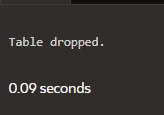 Table dropped.
0.09 seconds